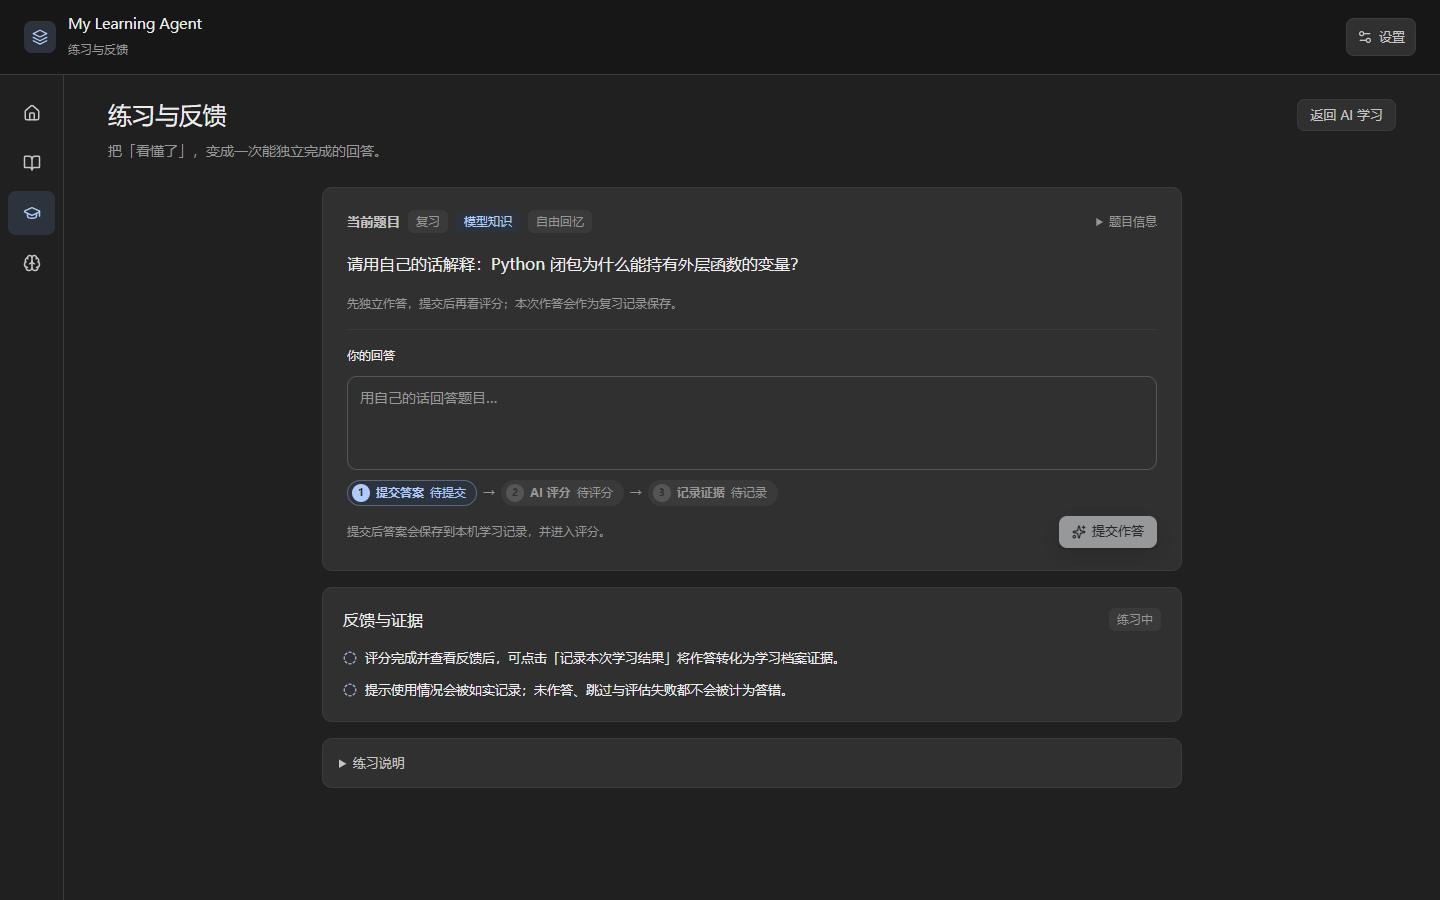 My Learning Agent
练习与反馈
设置
练习与反馈
返回 AI 学习
把「看懂了」，变成一次能独立完成的回答。
当前题目 复习 模型知识 自由回忆
▶ 题目信息
请用自己的话解释：Python 闭包为什么能持有外层函数的变量？
先独立作答，提交后再看评分；本次作答会作为复习记录保存。
你的回答
用自己的话回答题目...
1 提交答案 待提交 → 2 AI 评分 待评分 → 3 记录证据 待记录
提交后答案会保存到本机学习记录，并进入评分。
提交作答
反馈与证据
练习中
评分完成并查看反馈后，可点击「记录本次学习结果」将作答转化为学习档案证据。
提示使用情况会被如实记录；未作答、跳过与评估失败都不会被计为答错。
▶ 练习说明